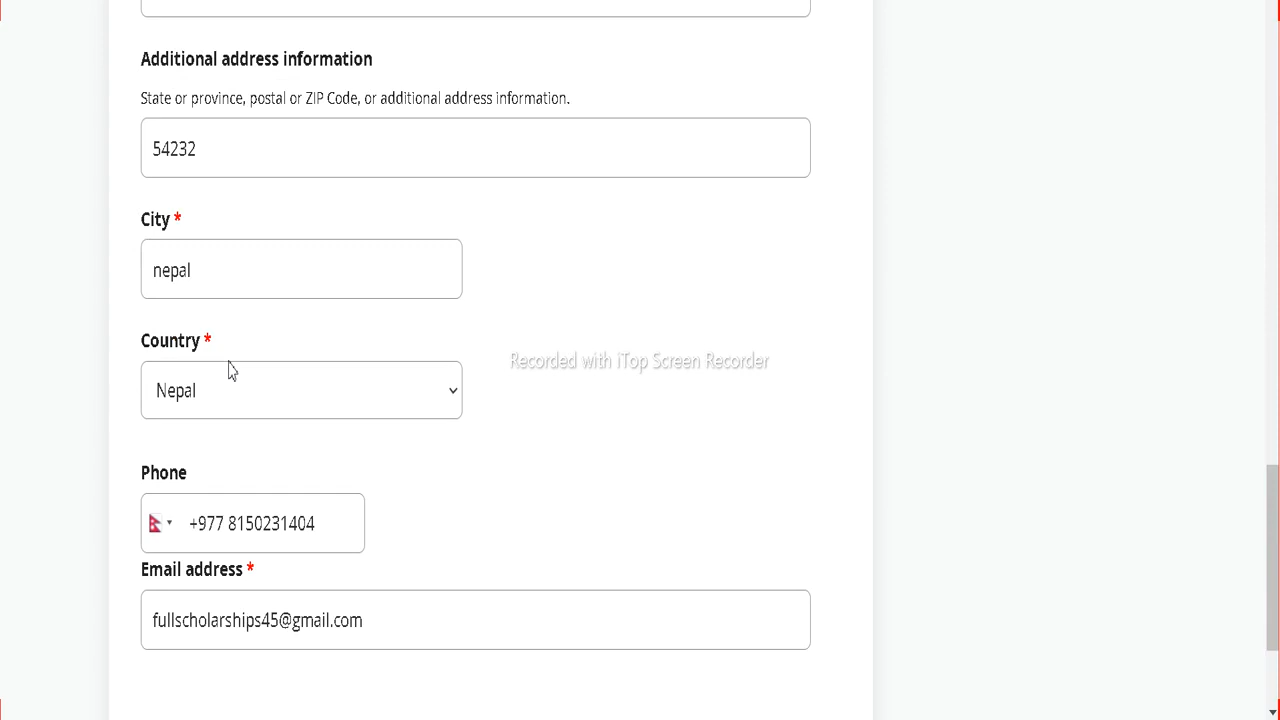 Additional address information
State or province, postal or ZIP Code, or additional address information.
54232
City *
nepal
Country *
Recorded with iTop Screen Recorder
Nepal
Phone
+977 8150231404
Email address *
fullscholarships45@gmail.com